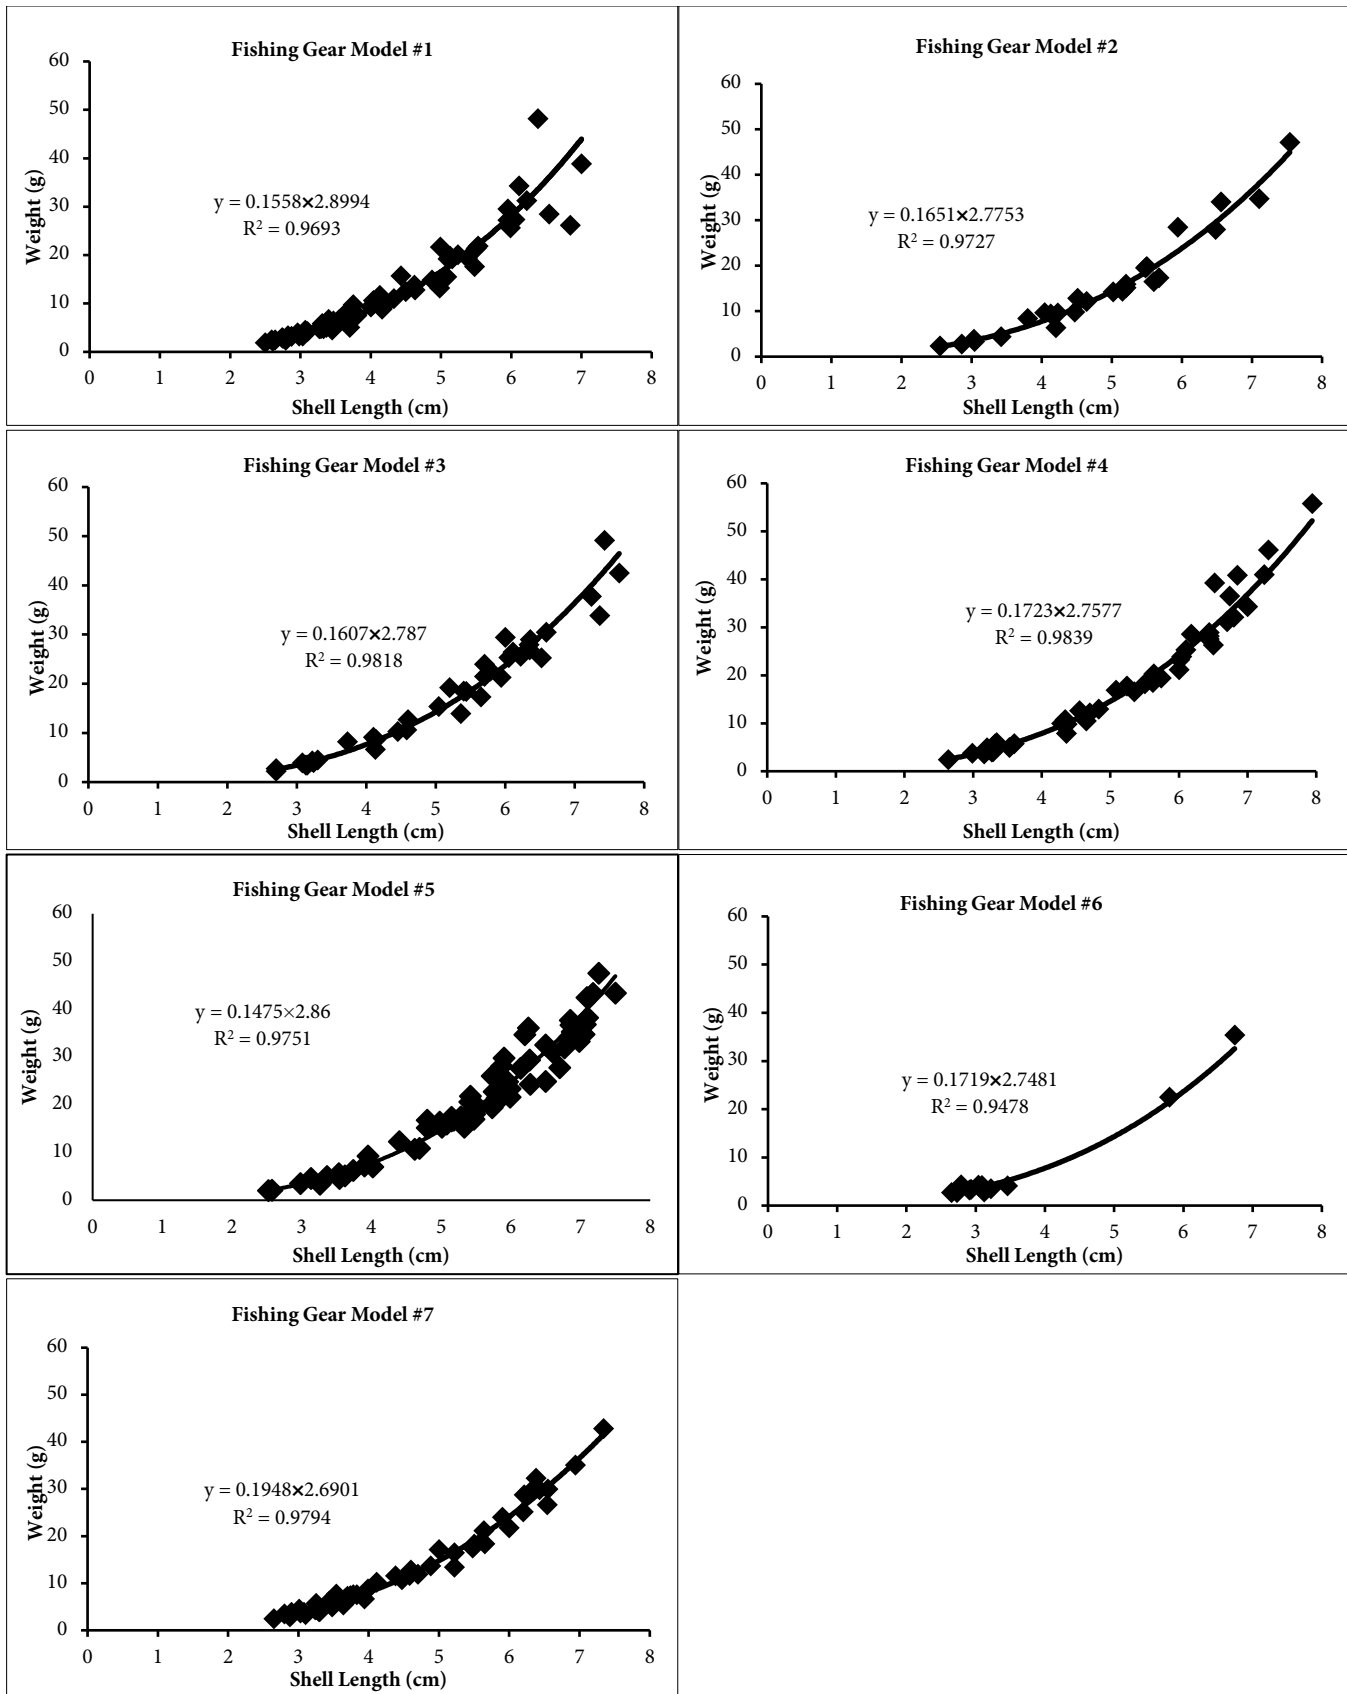 Fishing Gear Model #1
60
50
40
30
20
10
0
Weight (g)
y = 0.1558×2.8994
R² = 0.9693
0 1 2 3 4 5 6 7 8
Shell Length (cm)
Fishing Gear Model #2
60
50
40
30
20
10
0
Weight (g)
y = 0.1651×2.7753
R² = 0.9727
0 1 2 3 4 5 6 7 8
Shell Length (cm)
Fishing Gear Model #3
60
50
40
30
20
10
0
Weight (g)
y = 0.1607×2.787
R² = 0.9818
0 1 2 3 4 5 6 7 8
Shell Length (cm)
Fishing Gear Model #4
60
50
40
30
20
10
0
Weight (g)
y = 0.1723×2.7577
R² = 0.9839
0 1 2 3 4 5 6 7 8
Shell Length (cm)
Fishing Gear Model #5
60
50
40
30
20
10
0
Weight (g)
y = 0.1475×2.86
R² = 0.9751
0 1 2 3 4 5 6 7 8
Shell Length (cm)
Fishing Gear Model #6
60
50
40
30
20
10
0
Weight (g)
y = 0.1719×2.7481
R² = 0.9478
0 1 2 3 4 5 6 7 8
Shell Length (cm)
Fishing Gear Model #7
60
50
40
30
20
10
0
Weight (g)
y = 0.1948×2.6901
R² = 0.9794
0 1 2 3 4 5 6 7 8
Shell Length (cm)